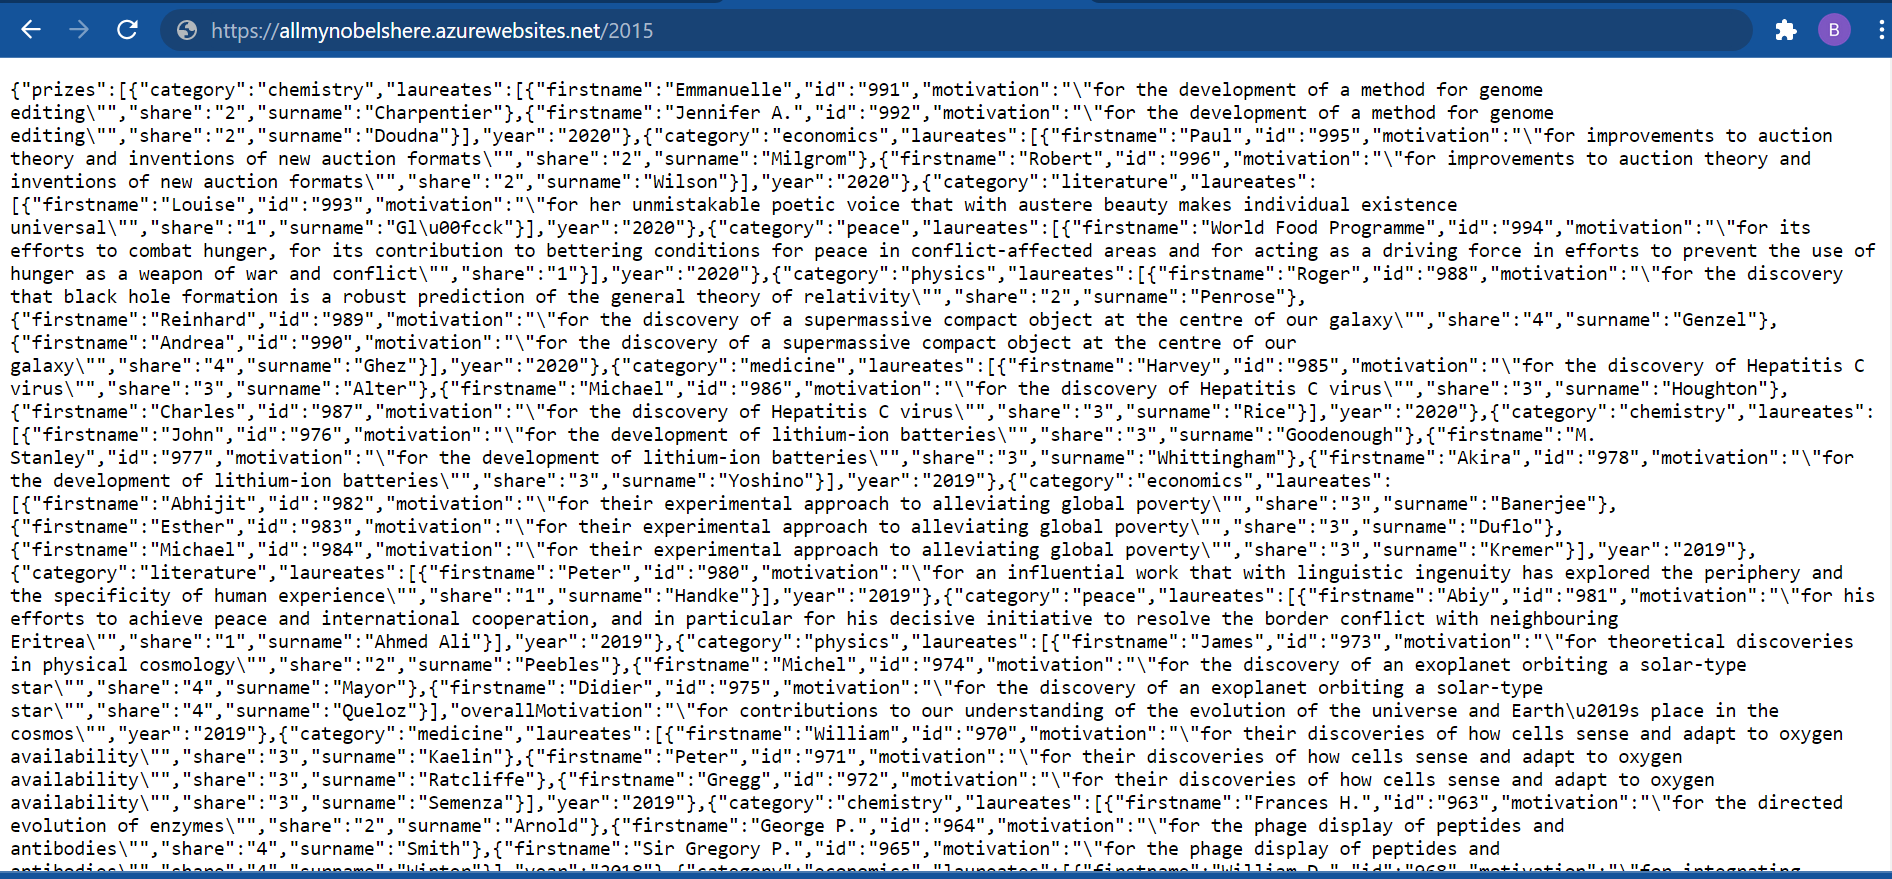 https://allmynobelshere.azurewebsites.net/2015
B
{"prizes":[{"category":"chemistry","laureates":[{"firstname":"Emmanuelle","id":"991","motivation":"\"for the development of a method for genome
editing\"","share":"2","surname":"Charpentier"},{"firstname":"Jennifer A.","id":"992","motivation":"\"for the development of a method for genome
editing\"","share":"2","surname":"Doudna"}],"year":"2020"},{"category":"economics","laureates":[{"firstname":"Paul","id":"995","motivation":"\"for improvements to auction
theory and inventions of new auction formats\"","share":"2","surname":"Milgrom"},{"firstname":"Robert","id":"996","motivation":"\"for improvements to auction theory and
inventions of new auction formats\"","share":"2","surname":"Wilson"}],"year":"2020"},{"category":"literature","laureates":
[{"firstname":"Louise","id":"993","motivation":"\"for her unmistakable poetic voice that with austere beauty makes individual existence
universal\"","share":"1","surname":"Gl\u00fcck"}],"year":"2020"},{"category":"peace","laureates":[{"firstname":"World Food Programme","id":"994","motivation":"\"for its
efforts to combat hunger, for its contribution to bettering conditions for peace in conflict-affected areas and for acting as a driving force in efforts to prevent the use of
hunger as a weapon of war and conflict\"","share":"1"}],"year":"2020"},{"category":"physics","laureates":[{"firstname":"Roger","id":"988","motivation":"\"for the discovery
that black hole formation is a robust prediction of the general theory of relativity\"","share":"2","surname":"Penrose"},
{"firstname":"Reinhard","id":"989","motivation":"\"for the discovery of a supermassive compact object at the centre of our galaxy\"","share":"4","surname":"Genzel"},
{"firstname":"Andrea","id":"990","motivation":"\"for the discovery of a supermassive compact object at the centre of our
galaxy\"","share":"4","surname":"Ghez"}],"year":"2020"},{"category":"medicine","laureates":[{"firstname":"Harvey","id":"985","motivation":"\"for the discovery of Hepatitis C
virus\"","share":"3","surname":"Alter"},{"firstname":"Michael","id":"986","motivation":"\"for the discovery of Hepatitis C virus\"","share":"3","surname":"Houghton"},
{"firstname":"Charles","id":"987","motivation":"\"for the discovery of Hepatitis C virus\"","share":"3","surname":"Rice"}],"year":"2020"},{"category":"chemistry","laureates":
[{"firstname":"John","id":"976","motivation":"\"for the development of lithium-ion batteries\"","share":"3","surname":"Goodenough"},{"firstname":"M.
Stanley","id":"977","motivation":"\"for the development of lithium-ion batteries\"","share":"3","surname":"Whittingham"},{"firstname":"Akira","id":"978","motivation":"\"for
the development of lithium-ion batteries\"","share":"3","surname":"Yoshino"}],"year":"2019"},{"category":"economics","laureates":
[{"firstname":"Abhijit","id":"982","motivation":"\"for their experimental approach to alleviating global poverty\"","share":"3","surname":"Banerjee"},
{"firstname":"Esther","id":"983","motivation":"\"for their experimental approach to alleviating global poverty\"","share":"3","surname":"Duflo"},
{"firstname":"Michael","id":"984","motivation":"\"for their experimental approach to alleviating global poverty\"","share":"3","surname":"Kremer"}],"year":"2019"},
{"category":"literature","laureates":[{"firstname":"Peter","id":"980","motivation":"\"for an influential work that with linguistic ingenuity has explored the periphery and
the specificity of human experience\"","share":"1","surname":"Handke"}],"year":"2019"},{"category":"peace","laureates":[{"firstname":"Abiy","id":"981","motivation":"\"for his
efforts to achieve peace and international cooperation, and in particular for his decisive initiative to resolve the border conflict with neighbouring
Eritrea\"","share":"1","surname":"Ahmed Ali"}],"year":"2019"},{"category":"physics","laureates":[{"firstname":"James","id":"973","motivation":"\"for theoretical discoveries
in physical cosmology\"","share":"2","surname":"Peebles"},{"firstname":"Michel","id":"974","motivation":"\"for the discovery of an exoplanet orbiting a solar-type
star\"","share":"4","surname":"Mayor"},{"firstname":"Didier","id":"975","motivation":"\"for the discovery of an exoplanet orbiting a solar-type
star\"","share":"4","surname":"Queloz"}],"overallMotivation":"\"for contributions to our understanding of the evolution of the universe and Earth\u2019s place in the
cosmos\"","year":"2019"},{"category":"medicine","laureates":[{"firstname":"William","id":"970","motivation":"\"for their discoveries of how cells sense and adapt to oxygen
availability\"","share":"3","surname":"Kaelin"},{"firstname":"Peter","id":"971","motivation":"\"for their discoveries of how cells sense and adapt to oxygen
availability\"","share":"3","surname":"Ratcliffe"},{"firstname":"Gregg","id":"972","motivation":"\"for their discoveries of how cells sense and adapt to oxygen
availability\"","share":"3","surname":"Semenza"}],"year":"2019"},{"category":"chemistry","laureates":[{"firstname":"Frances H.","id":"963","motivation":"\"for the directed
evolution of enzymes\"","share":"2","surname":"Arnold"},{"firstname":"George P.","id":"964","motivation":"\"for the phage display of peptides and
antibodies\"","share":"4","surname":"Smith"},{"firstname":"Sir Gregory P.","id":"965","motivation":"\"for the phage display of peptides and
antibodies\"","share":"4","surname":"Winter"}],"year":"2018"},{"category":"economics","laureates":[{"firstname":"William D.","id":"968","motivation":"\"for integrating